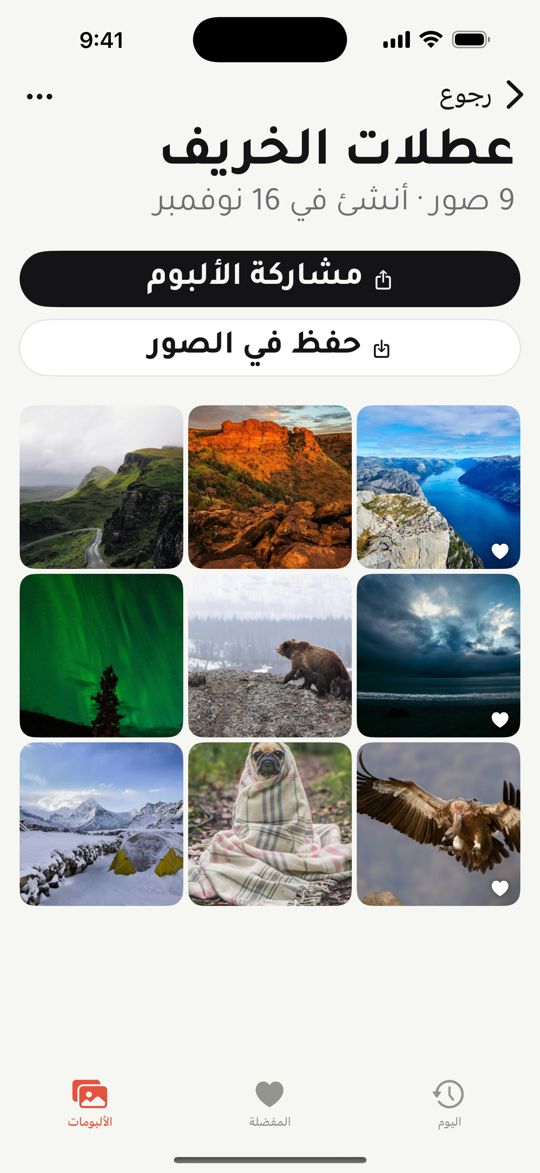 9:41
رجوع
عطلات الخريف
9 صور · أنشئ في 16 نوفمبر
مشاركة الألبوم
حفظ في الصور
اليوم
المفضلة
الألبومات